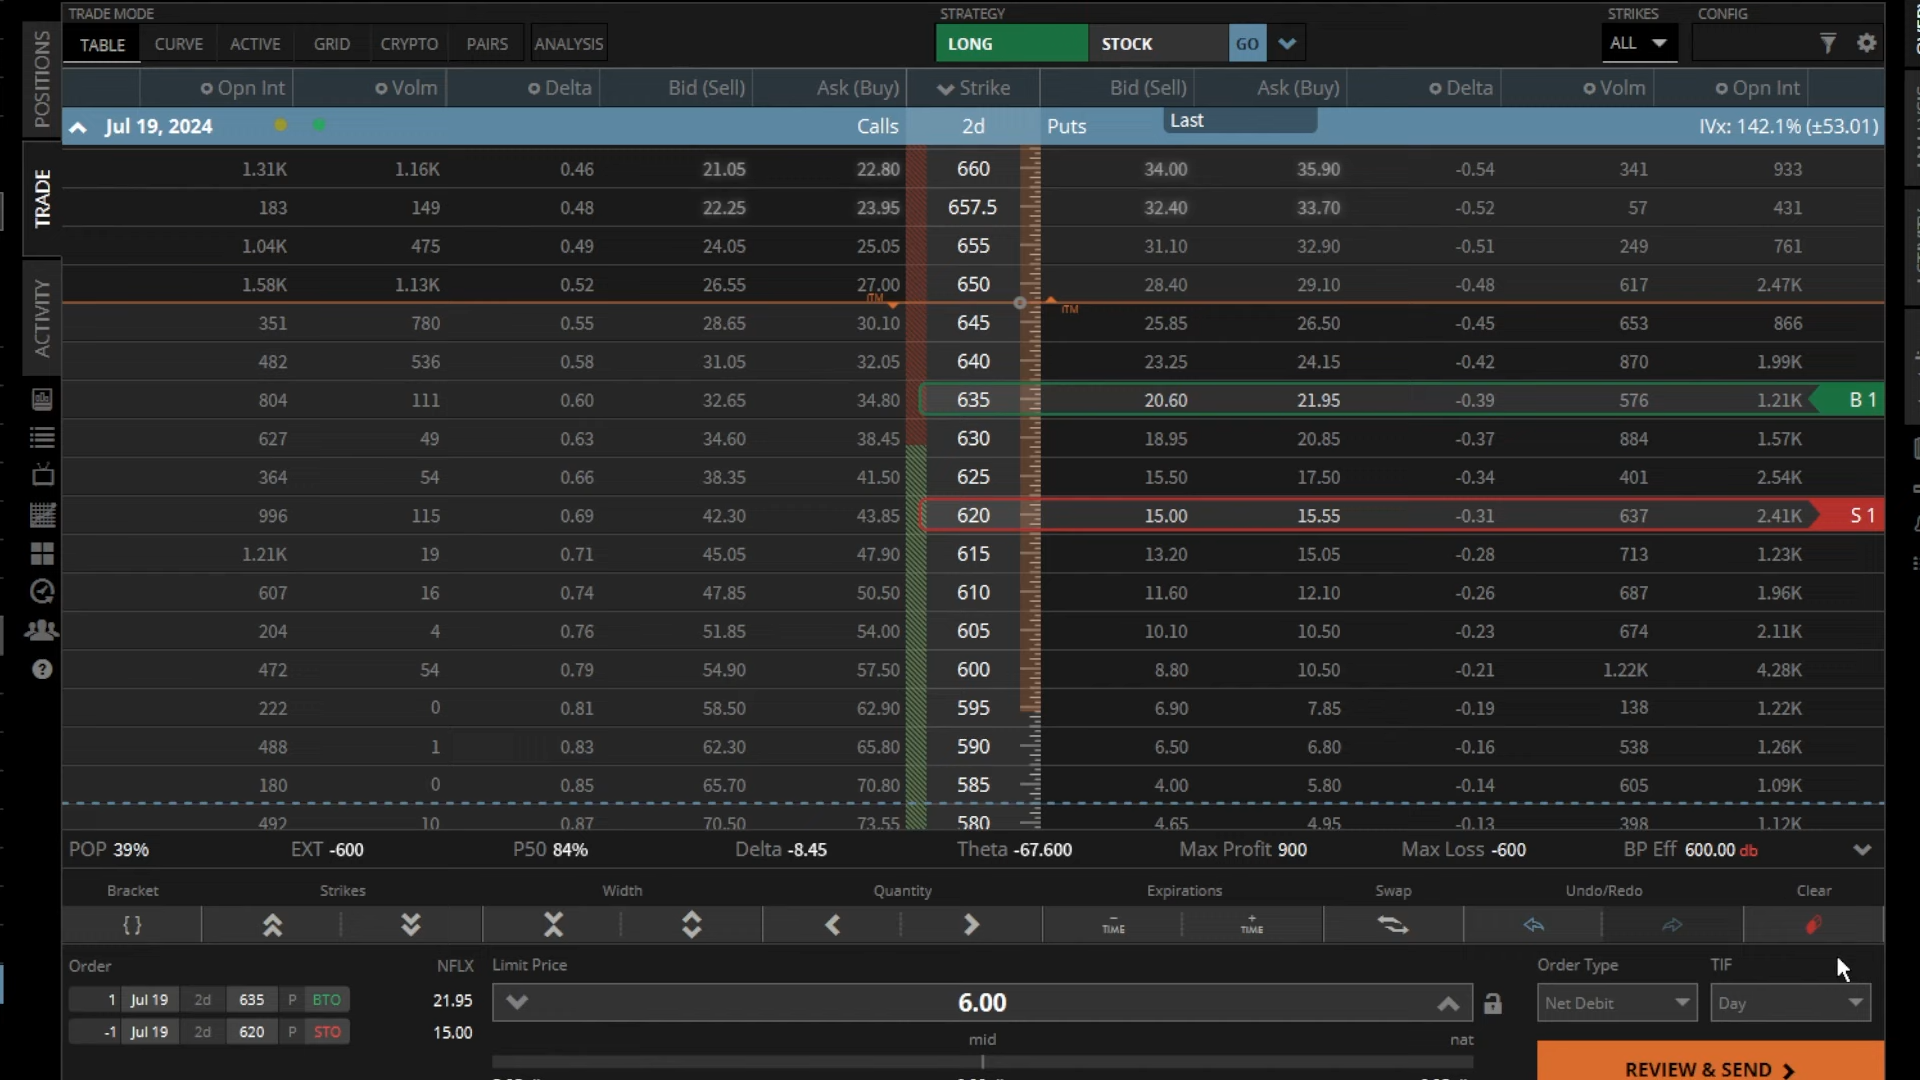 TRADE MODE STRATEGY STRIKES CONFIG
TABLE CURVE ACTIVE GRID CRYPTO PAIRS ANALYSIS LONG STOCK GO ALL
POSITIONS
TRADE
ACTIVITY
Opn Int Volm Delta Bid (Sell) Ask (Buy) Strike Bid (Sell) Ask (Buy) Delta Volm Opn Int
Jul 19, 2024 Calls 2d Puts Last IVx: 142.1% (±53.01)
1.31K 1.16K 0.46 21.05 22.80 660 34.00 35.90 -0.54 341 933
183 149 0.48 22.25 23.95 657.5 32.40 33.70 -0.52 57 431
1.04K 475 0.49 24.05 25.05 655 31.10 32.90 -0.51 249 761
1.58K 1.13K 0.52 26.55 27.00 650 28.40 29.10 -0.48 617 2.47K
ITM ITM
351 780 0.55 28.65 30.10 645 25.85 26.50 -0.45 653 866
482 536 0.58 31.05 32.05 640 23.25 24.15 -0.42 870 1.99K
804 111 0.60 32.65 34.80 635 20.60 21.95 -0.39 576 1.21K B 1
627 49 0.63 34.60 38.45 630 18.95 20.85 -0.37 884 1.57K
364 54 0.66 38.35 41.50 625 15.50 17.50 -0.34 401 2.54K
996 115 0.69 42.30 43.85 620 15.00 15.55 -0.31 637 2.41K S 1
1.21K 19 0.71 45.05 47.90 615 13.20 15.05 -0.28 713 1.23K
607 16 0.74 47.85 50.50 610 11.60 12.10 -0.26 687 1.96K
204 4 0.76 51.85 54.00 605 10.10 10.50 -0.23 674 2.11K
472 54 0.79 54.90 57.50 600 8.80 10.50 -0.21 1.22K 4.28K
222 0 0.81 58.50 62.90 595 6.90 7.85 -0.19 138 1.22K
488 1 0.83 62.30 65.80 590 6.50 6.80 -0.16 538 1.26K
180 0 0.85 65.70 70.80 585 4.00 5.80 -0.14 605 1.09K
492 10 0.87 70.50 73.55 580 4.65 4.95 -0.13 398 1.12K
POP 39% EXT -600 P50 84% Delta -8.45 Theta -67.600 Max Profit 900 Max Loss -600 BP Eff 600.00 db
Bracket Strikes Width Quantity Expirations Swap Undo/Redo Clear
{ } − TIME + TIME
Order NFLX Limit Price Order Type TIF
1 Jul 19 2d 635 P BTO 21.95 6.00 Net Debit Day
-1 Jul 19 2d 620 P STO 15.00 mid nat
REVIEW & SEND